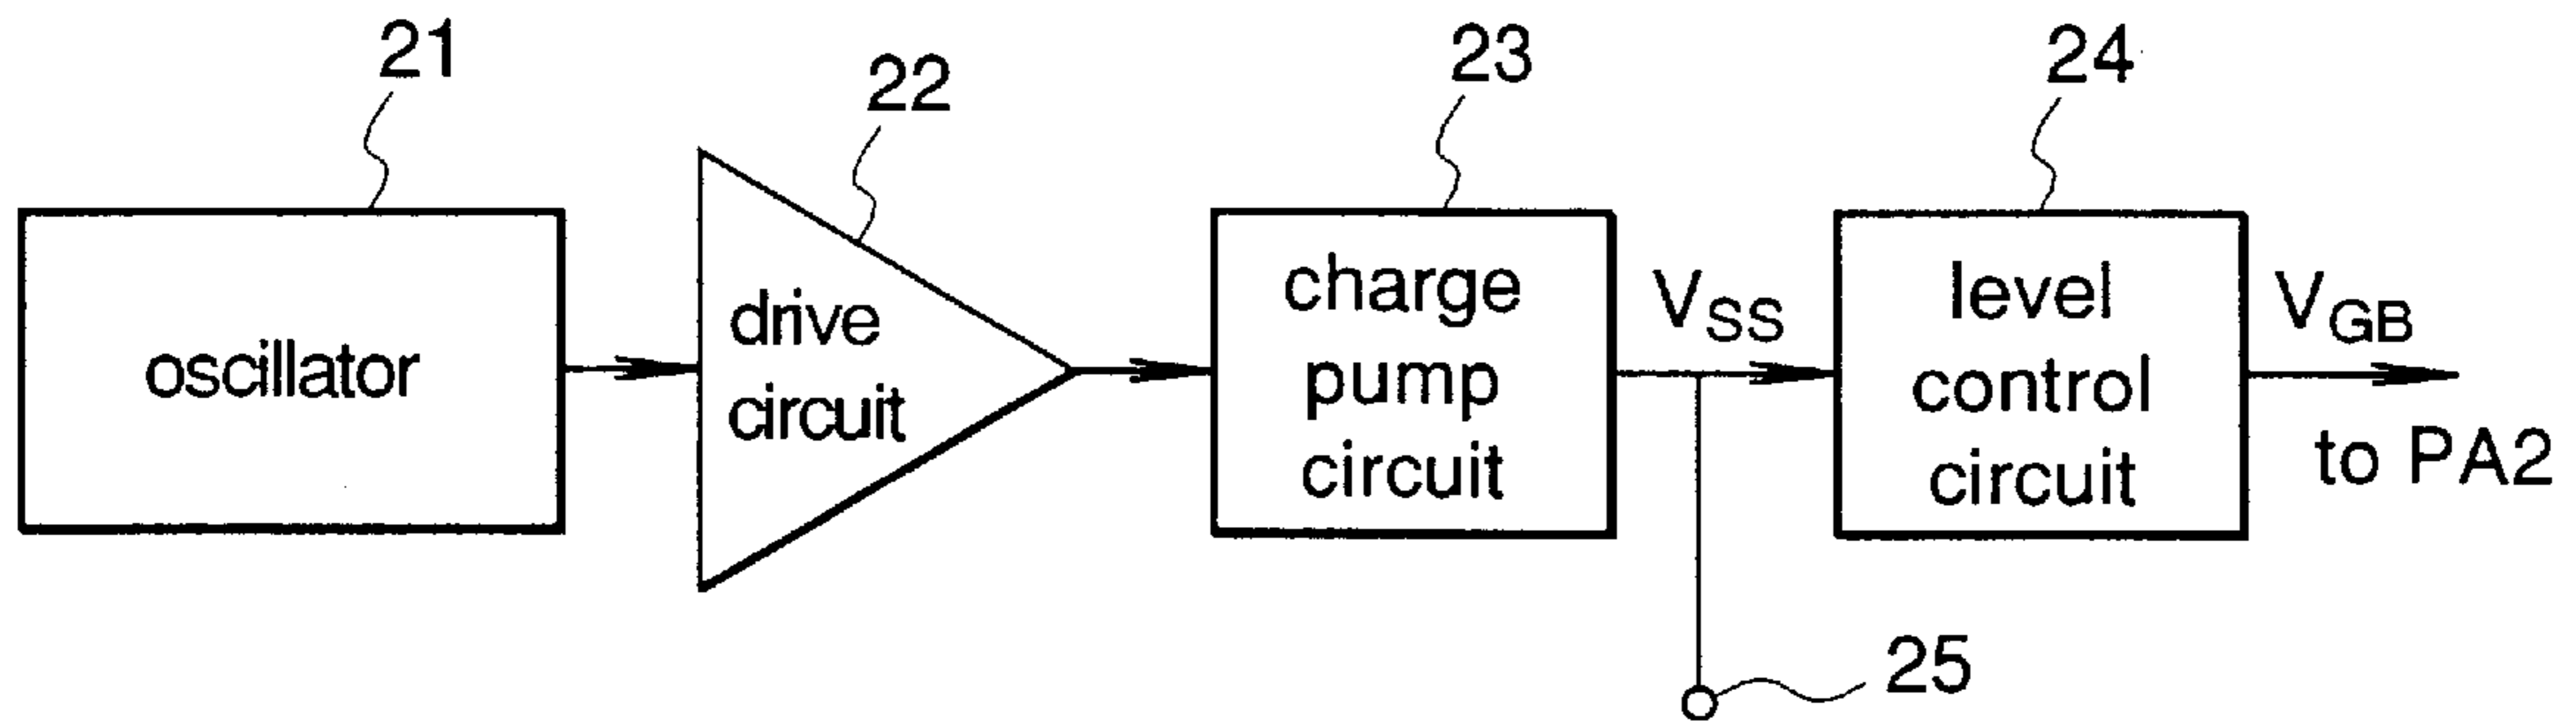 21
22
23
24
oscillator
drive
circuit
charge
pump
circuit
VSS
level
control
circuit
VGB
to PA2
25